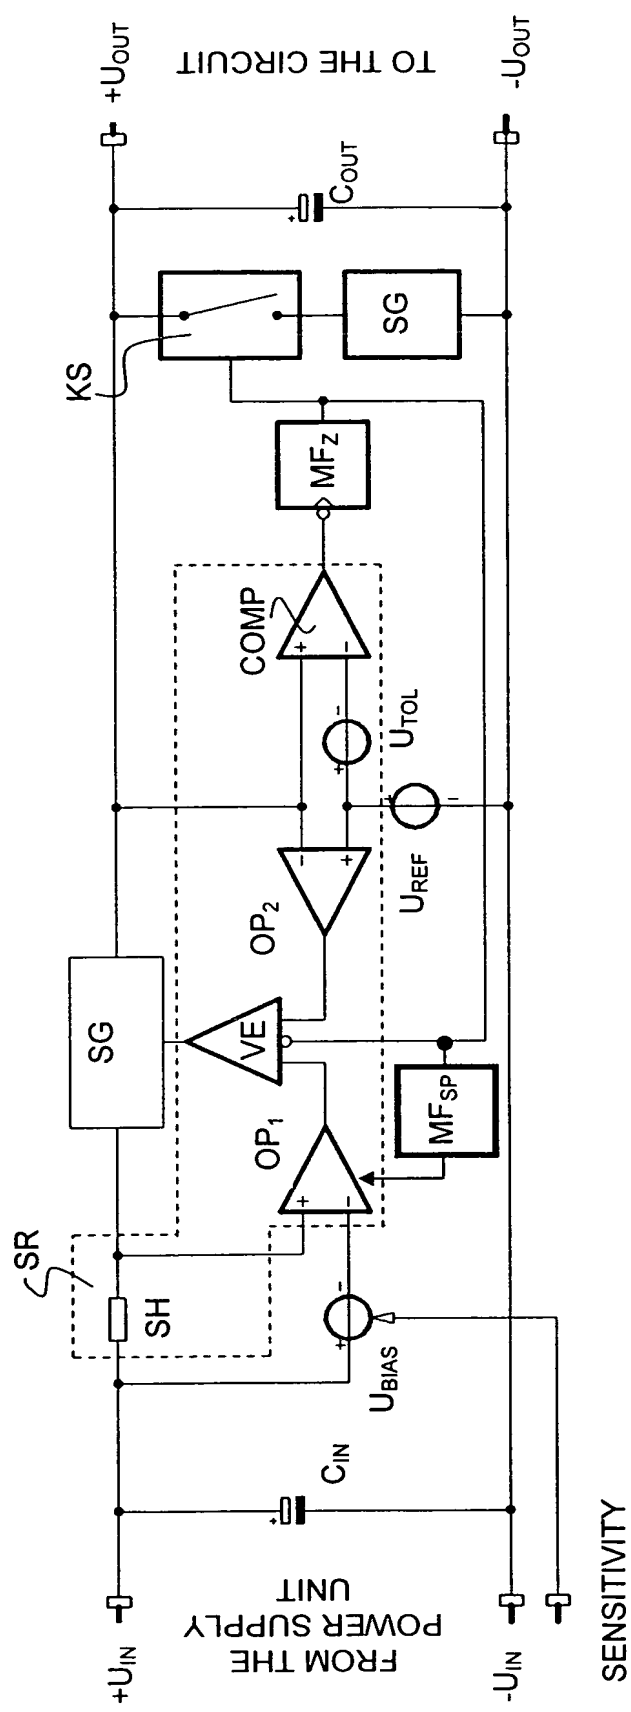 +U_IN
-U_IN
SENSITIVITY
FROM THE
POWER SUPPLY
UNIT
+
C_IN
SR
SH
+ -
U_BIAS
+ -
OP_1
MF_SP
SG
VE
OP_2
- +
U_REF
+ -
U_TOL
+ -
COMP
+ -
MF_Z
KS
SG
+
C_OUT
TO THE CIRCUIT
+U_OUT
-U_OUT